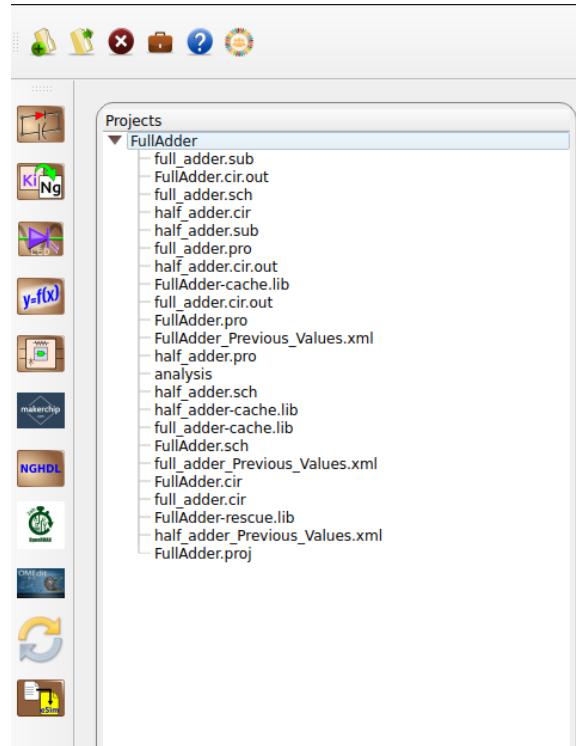 Projects
FullAdder
full_adder.sub
FullAdder.cir.out
full_adder.sch
half_adder.cir
half_adder.sub
full_adder.pro
half_adder.cir.out
FullAdder-cache.lib
full_adder.cir.out
FullAdder.pro
FullAdder_Previous_Values.xml
half_adder.pro
analysis
half_adder.sch
half_adder-cache.lib
full_adder-cache.lib
FullAdder.sch
full_adder_Previous_Values.xml
FullAdder.cir
full_adder.cir
FullAdder-rescue.lib
half_adder_Previous_Values.xml
FullAdder.proj
Ki
Ng
y=f(x)
makerchip
NGHDL
OMEdit
eSim